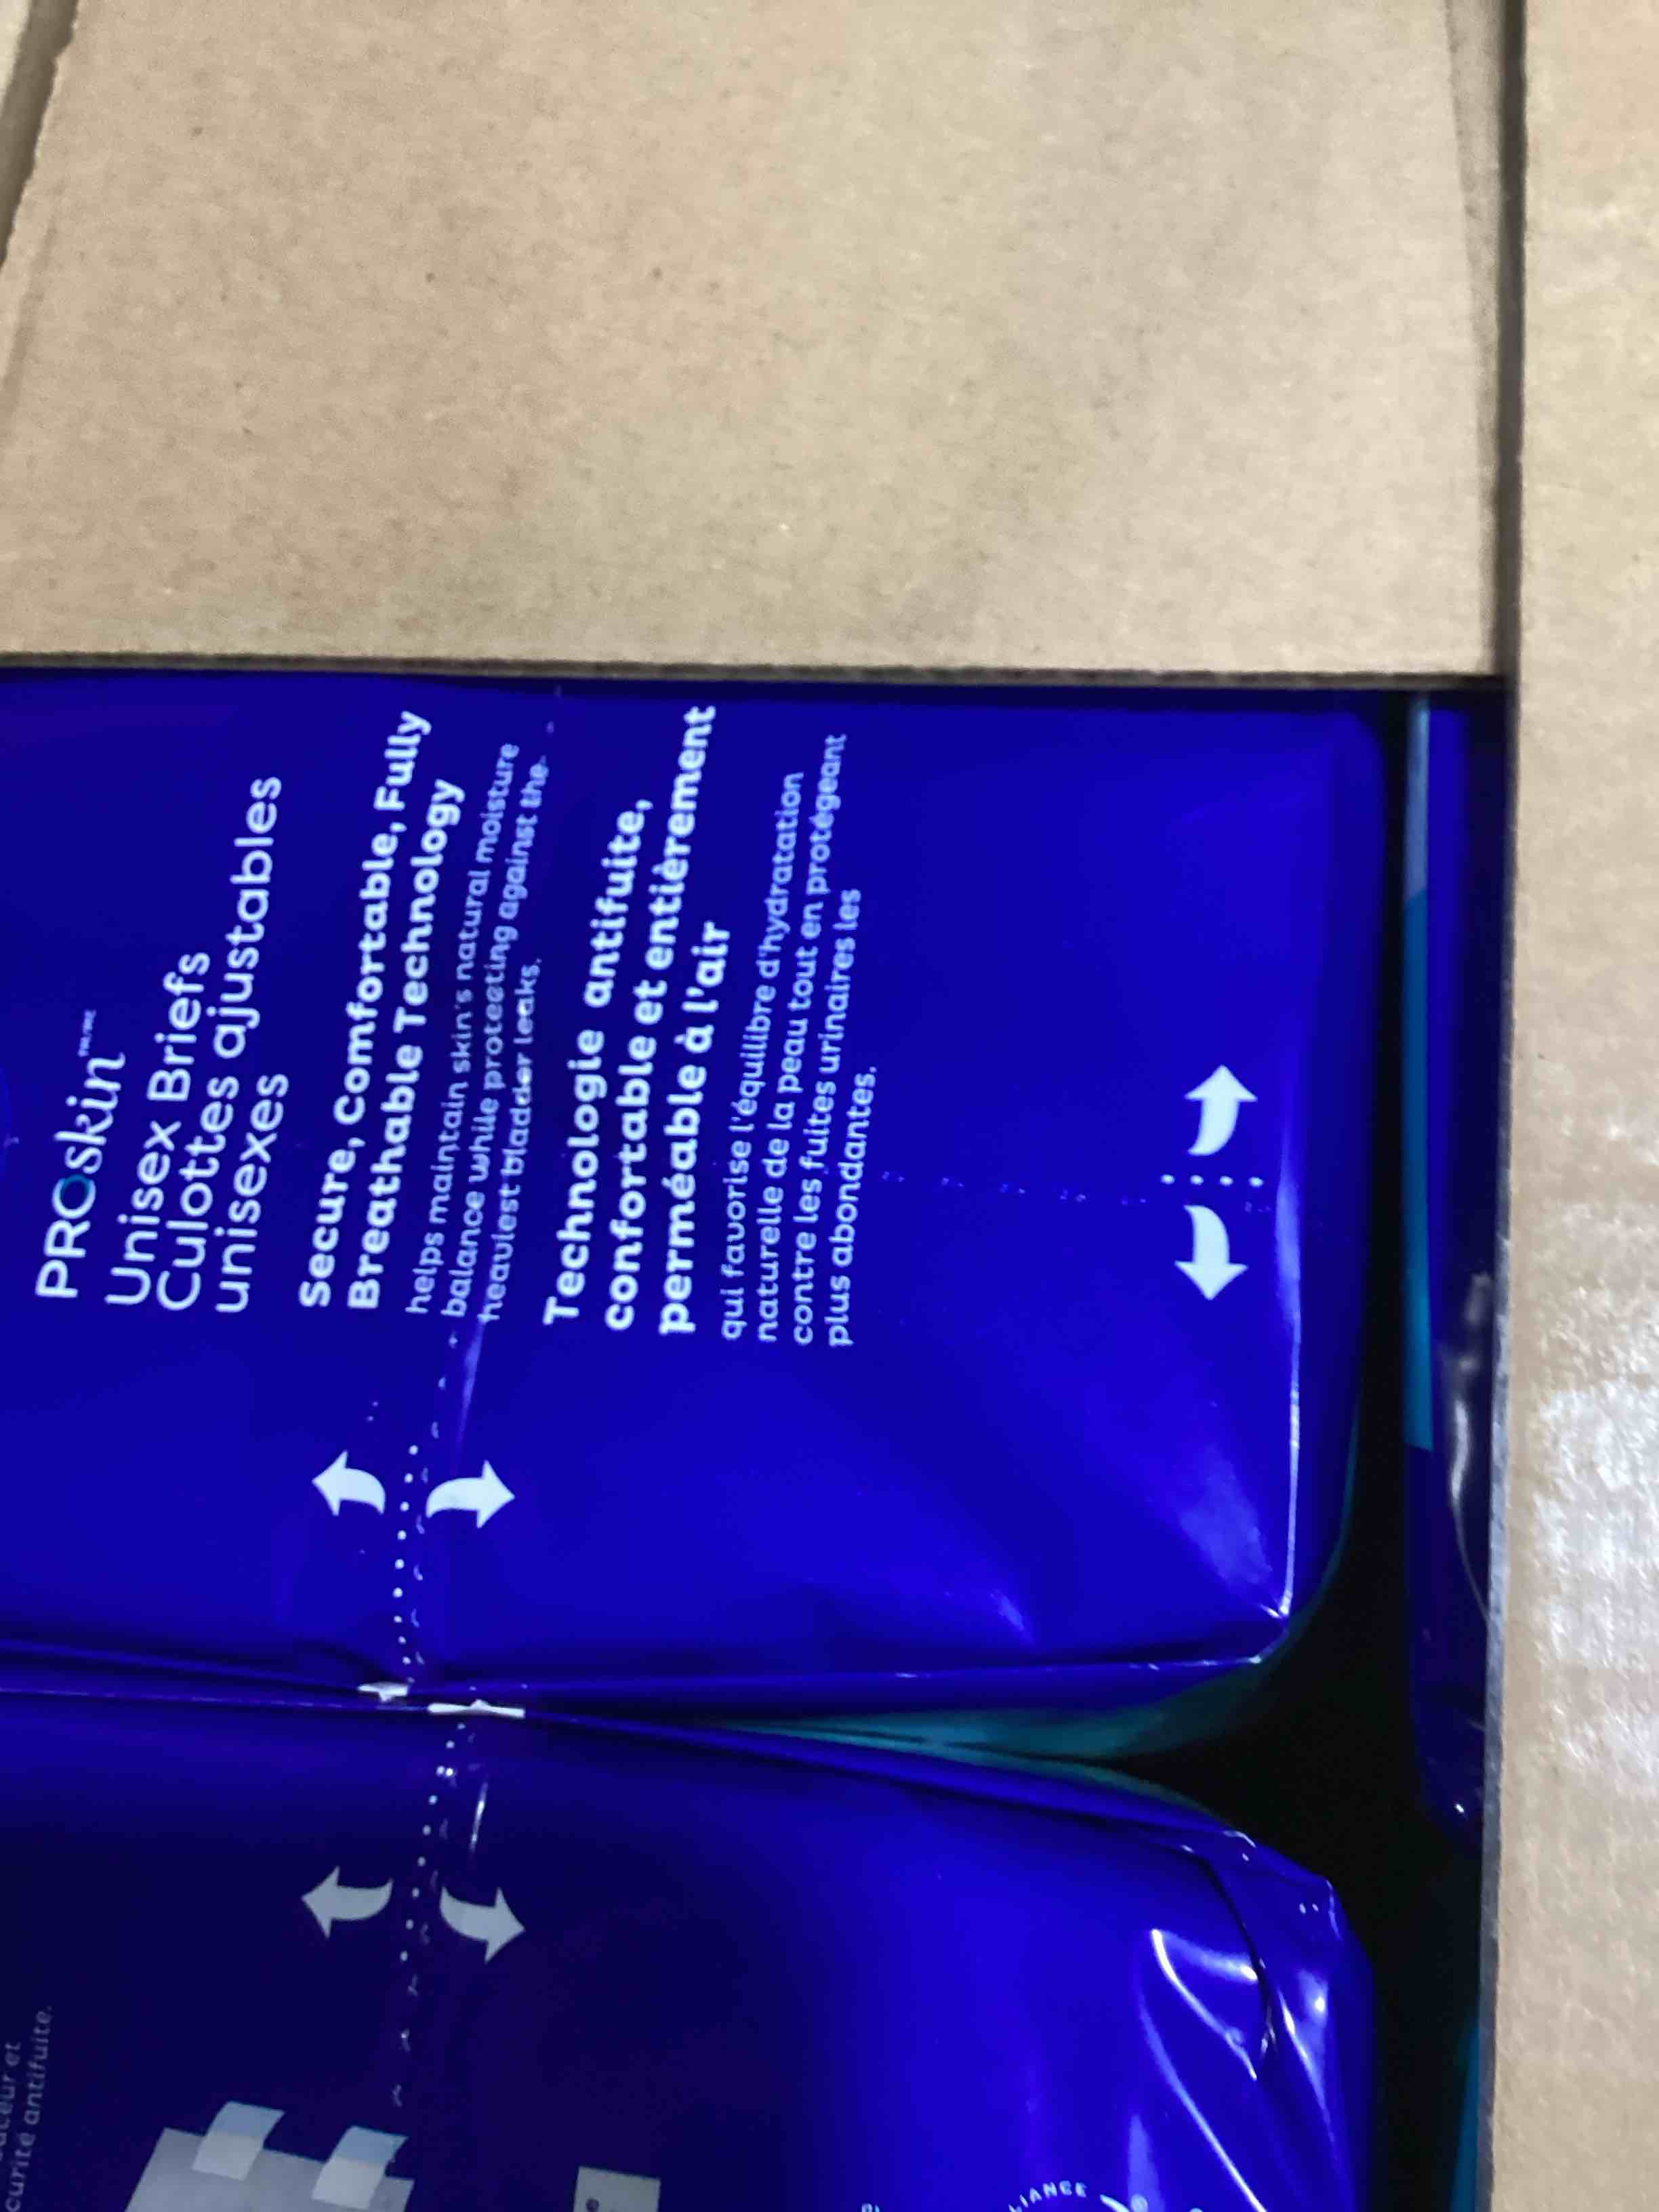 PROskin™/MC
Unisex Briefs
Culottes ajustables
unisexes
Secure, Comfortable, Fully
Breathable Technology
helps maintain skin's natural moisture
balance while protecting against the
heaviest bladder leaks.
Technologie antifuite,
confortable et entièrement
perméable à l'air
qui favorise l'équilibre d'hydratation
naturelle de la peau tout en protégeant
contre les fuites urinaires les
plus abondantes.
et
antifuite.